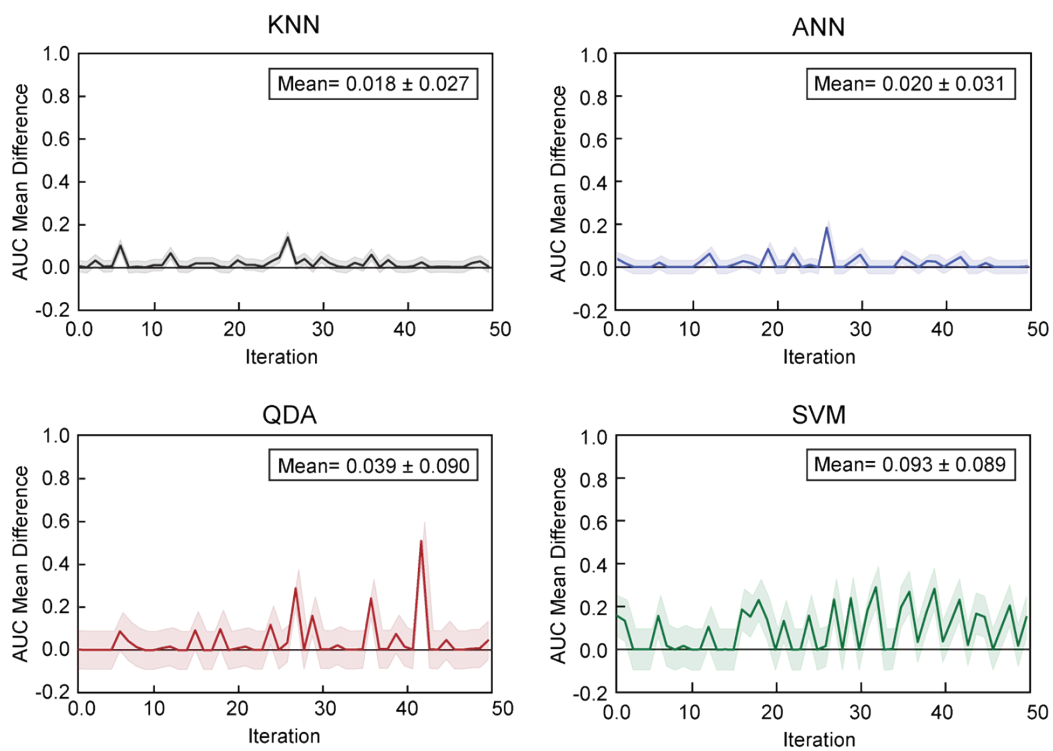 KNN
AUC Mean Difference
1.0
0.8
0.6
0.4
0.2
0.0
-0.2
Mean= 0.018 ± 0.027
0.0 10 20 30 40 50
Iteration
ANN
AUC Mean Difference
1.0
0.8
0.6
0.4
0.2
0.0
-0.2
Mean= 0.020 ± 0.031
0.0 10 20 30 40 50
Iteration
QDA
AUC Mean Difference
1.0
0.8
0.6
0.4
0.2
0.0
-0.2
Mean= 0.039 ± 0.090
0.0 10 20 30 40 50
Iteration
SVM
AUC Mean Difference
1.0
0.8
0.6
0.4
0.2
0.0
-0.2
Mean= 0.093 ± 0.089
0.0 10 20 30 40 50
Iteration